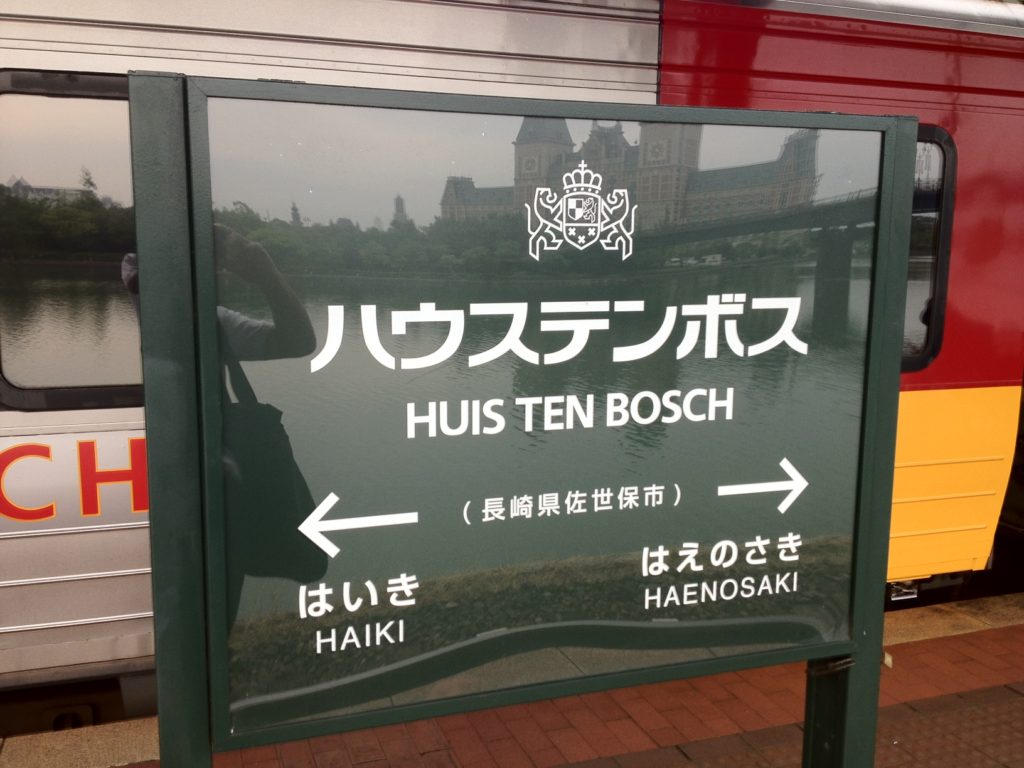 ハウステンボス
HUIS TEN BOSCH
(長崎県佐世保市)
はいき
HAIKI
はえのさき
HAENOSAKI
CH